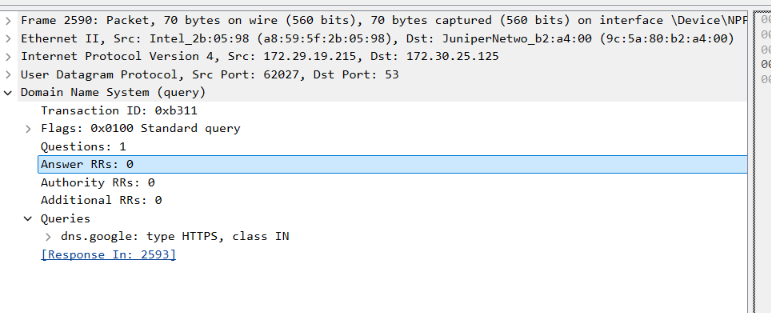 Frame 2590: Packet, 70 bytes on wire (560 bits), 70 bytes captured (560 bits) on interface \Device\NPF
Ethernet II, Src: Intel_2b:05:98 (a8:59:5f:2b:05:98), Dst: JuniperNetwo_b2:a4:00 (9c:5a:80:b2:a4:00)
Internet Protocol Version 4, Src: 172.29.19.215, Dst: 172.30.25.125
User Datagram Protocol, Src Port: 62027, Dst Port: 53
Domain Name System (query)
Transaction ID: 0xb311
Flags: 0x0100 Standard query
Questions: 1
Answer RRs: 0
Authority RRs: 0
Additional RRs: 0
Queries
dns.google: type HTTPS, class IN
[Response In: 2593]